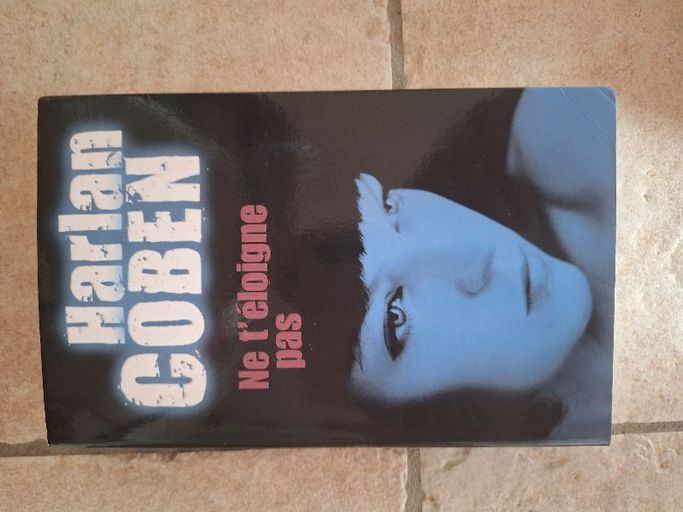 Harlan
COBEN
Ne t'éloigne
pas